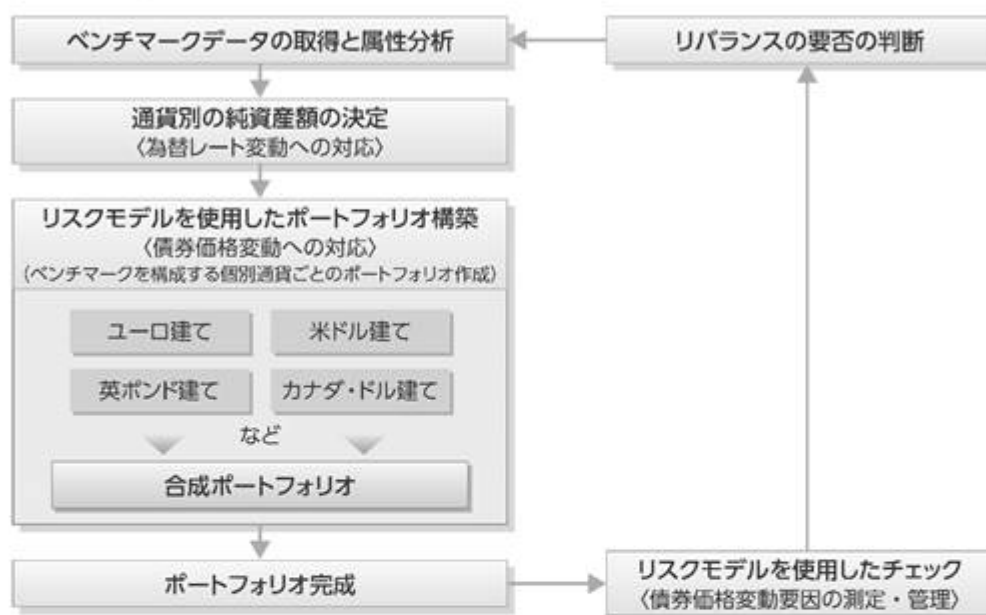 ベンチマークデータの取得と属性分析
リバランスの要否の判断
通貨別の純資産額の決定
〈為替レート変動への対応〉
リスクモデルを使用したポートフォリオ構築
〈債券価格変動への対応〉
(ベンチマークを構成する個別通貨ごとのポートフォリオ作成)
ユーロ建て
米ドル建て
英ポンド建て
カナダ・ドル建て
など
合成ポートフォリオ
ポートフォリオ完成
リスクモデルを使用したチェック
〈債券価格変動要因の測定・管理〉